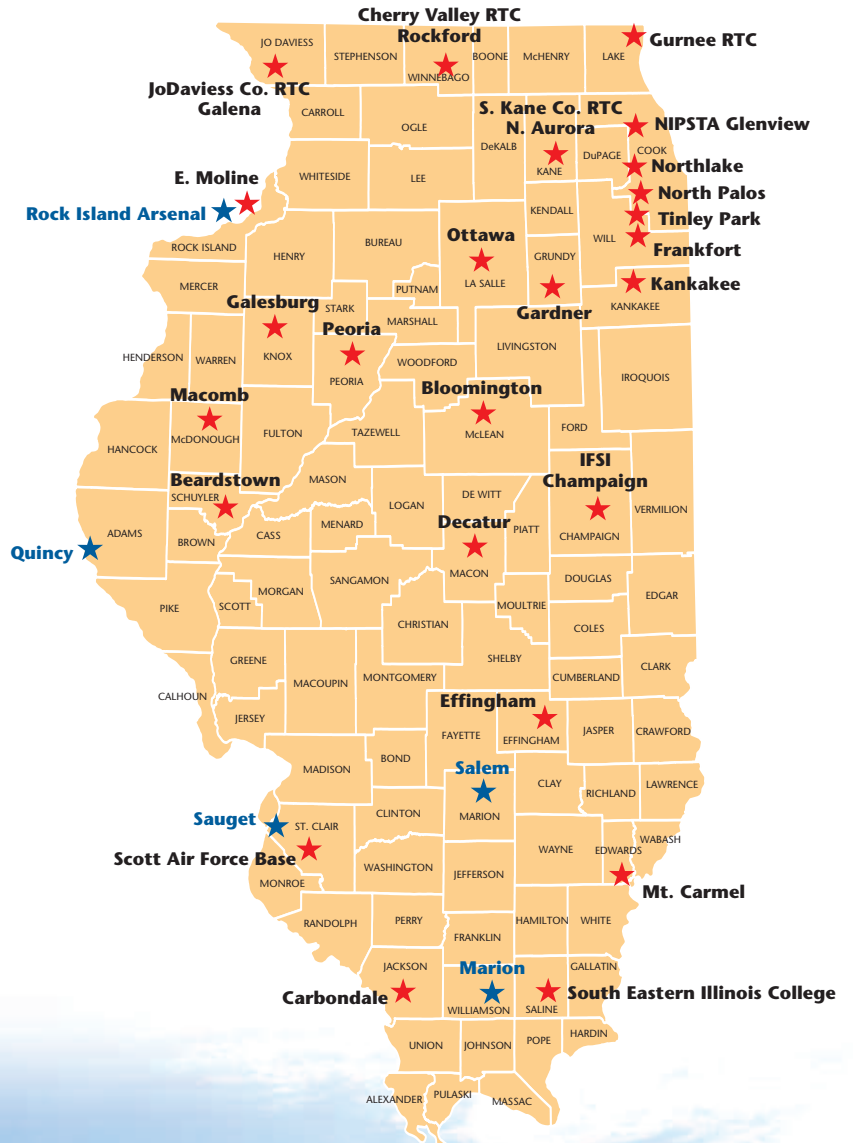 Cherry Valley RTC
Rockford
JO DAVIESS
STEPHENSON
WINNEBAGO
BOONE
McHENRY
LAKE
Gurnee RTC
JoDaviess Co. RTC
Galena
CARROLL
OGLE
S. Kane Co. RTC
N. Aurora
DeKALB
KANE
DuPAGE
COOK
NIPSTA Glenview
Northlake
North Palos
Tinley Park
Frankfort
E. Moline
Rock Island Arsenal
WHITESIDE
LEE
KENDALL
WILL
ROCK ISLAND
HENRY
BUREAU
Ottawa
LA SALLE
GRUNDY
Gardner
Kankakee
KANKAKEE
MERCER
PUTNAM
Galesburg
KNOX
STARK
MARSHALL
Peoria
PEORIA
LIVINGSTON
HENDERSON
WARREN
WOODFORD
IROQUOIS
Macomb
McDONOUGH
Bloomington
McLEAN
FORD
HANCOCK
FULTON
TAZEWELL
IFSI
Champaign
CHAMPAIGN
VERMILION
Beardstown
SCHUYLER
MASON
LOGAN
DE WITT
PIATT
ADAMS
Quincy
BROWN
CASS
MENARD
Decatur
MACON
PIKE
SCOTT
MORGAN
SANGAMON
DOUGLAS
EDGAR
MOULTRIE
CHRISTIAN
COLES
GREENE
MACOUPIN
MONTGOMERY
SHELBY
CUMBERLAND
CLARK
CALHOUN
JERSEY
Effingham
EFFINGHAM
FAYETTE
JASPER
CRAWFORD
MADISON
BOND
Salem
MARION
CLAY
RICHLAND
LAWRENCE
Sauget
ST. CLAIR
CLINTON
Scott Air Force Base
WAYNE
EDWARDS
WABASH
MONROE
WASHINGTON
JEFFERSON
Mt. Carmel
RANDOLPH
PERRY
HAMILTON
WHITE
FRANKLIN
JACKSON
Carbondale
Marion
WILLIAMSON
GALLATIN
SALINE
South Eastern Illinois College
UNION
JOHNSON
POPE
HARDIN
ALEXANDER
PULASKI
MASSAC